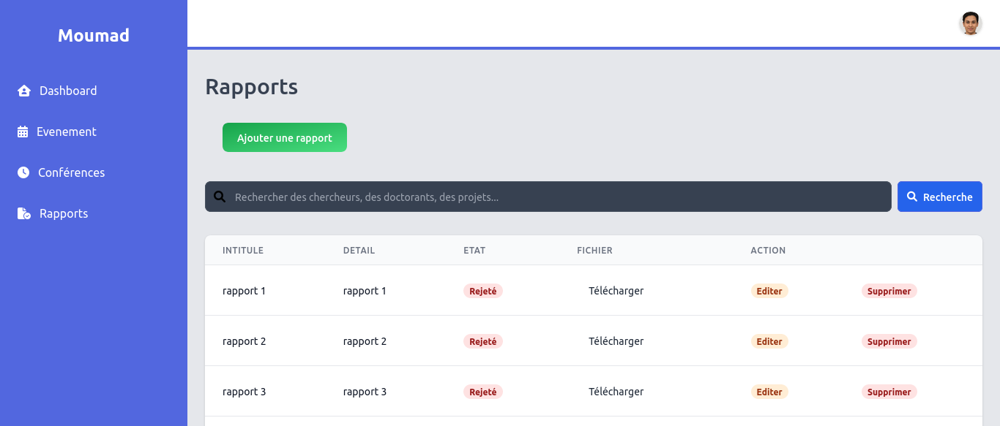 Moumad
Dashboard
Evenement
Conférences
Rapports
Rapports
Ajouter une rapport
Rechercher des chercheurs, des doctorants, des projets...
Recherche
INTITULE DETAIL ETAT FICHIER ACTION
rapport 1 rapport 1 Rejeté Télécharger Editer Supprimer
rapport 2 rapport 2 Rejeté Télécharger Editer Supprimer
rapport 3 rapport 3 Rejeté Télécharger Editer Supprimer